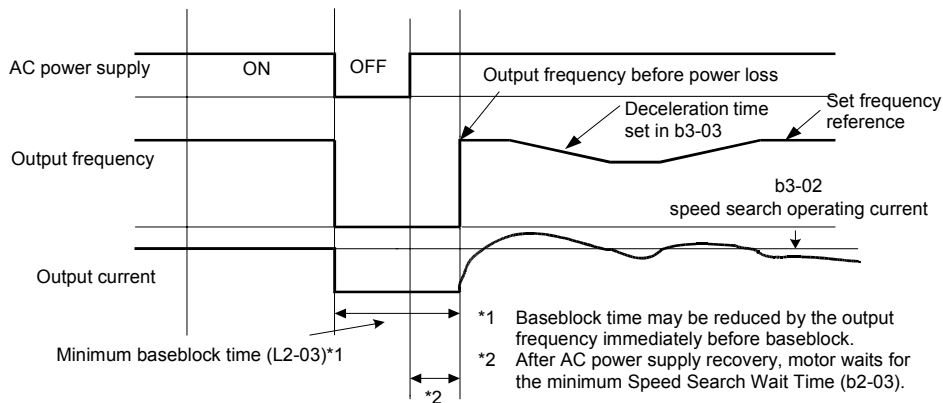 AC power supply
ON
OFF
Output frequency before power loss
Deceleration time
set in b3-03
Set frequency
reference
Output frequency
b3-02
speed search operating current
Output current
Minimum baseblock time (L2-03)*1
*2
*1 Baseblock time may be reduced by the output
frequency immediately before baseblock.
*2 After AC power supply recovery, motor waits for
the minimum Speed Search Wait Time (b2-03).